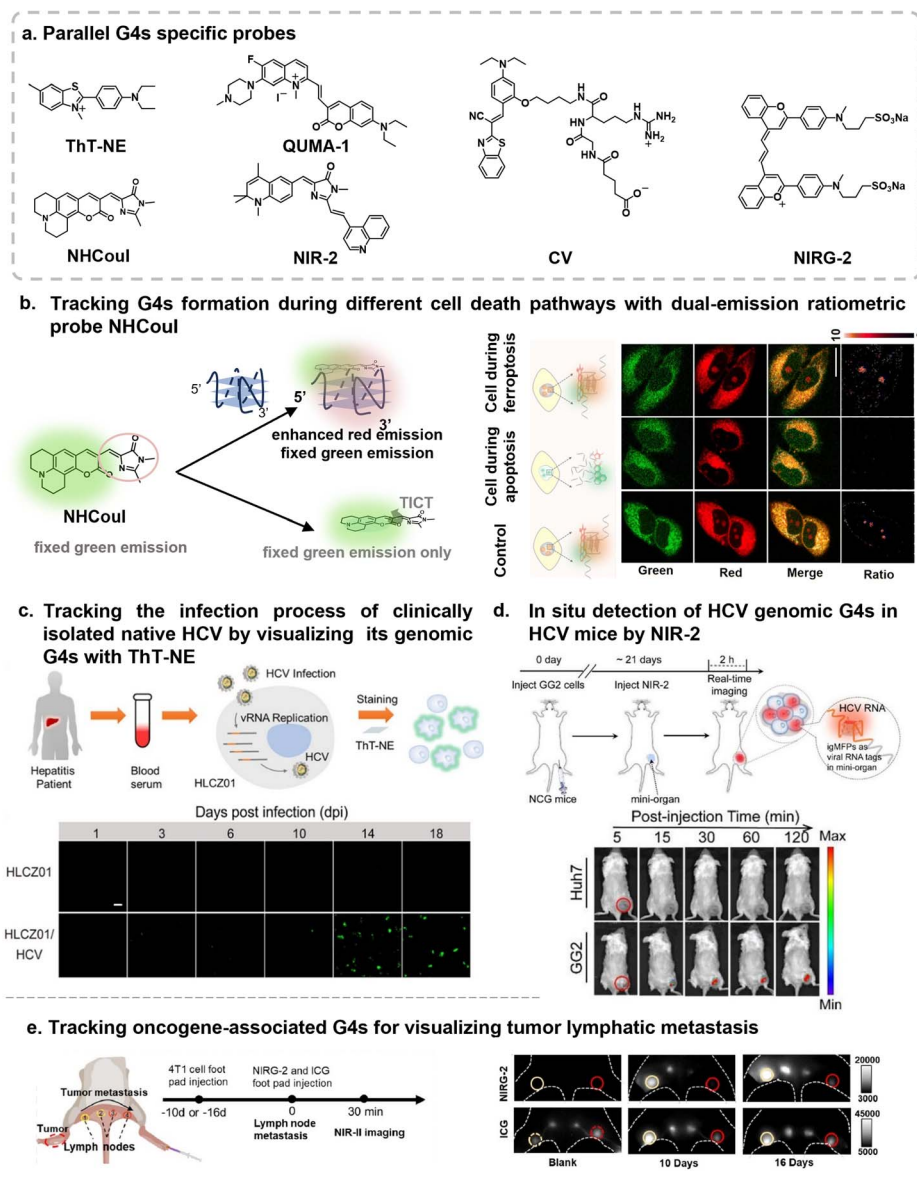 a. Parallel G4s specific probes
ThT-NE
QUMA-1
NHCouI
NIR-2
CV
NIRG-2
b. Tracking G4s formation during different cell death pathways with dual-emission ratiometric
probe NHCouI
5'
3'
5'
3'
enhanced red emission
fixed green emission
NHCouI
fixed green emission
TICT
fixed green emission only
Cell during
ferroptosis
Cell during
apoptosis
Control
10
Green
Red
Merge
Ratio
c. Tracking the infection process of clinically
isolated native HCV by visualizing its genomic
G4s with ThT-NE
HCV Infection
vRNA Replication
HCV
HLCZ01
Staining
ThT-NE
Hepatitis
Patient
Blood
serum
Days post infection (dpi)
1 3 6 10 14 18
HLCZ01
HLCZ01/
HCV
d. In situ detection of HCV genomic G4s in
HCV mice by NIR-2
0 day
~ 21 days
2 h
Inject GG2 cells
Inject NIR-2
Real-time
imaging
NCG mice
mini-organ
HCV RNA
igMFPs as
viral RNA tags
in mini-organ
Post-injection Time (min)
5 15 30 60 120
Max
Huh7
GG2
Min
e. Tracking oncogene-associated G4s for visualizing tumor lymphatic metastasis
Tumor metastasis
Tumor
Lymph nodes
4T1 cell foot
pad injection
NIRG-2 and ICG
foot pad injection
-10d or -16d
0
30 min
Lymph node
metastasis
NIR-II imaging
NIRG-2
ICG
20000
3000
45000
5000
Blank
10 Days
16 Days